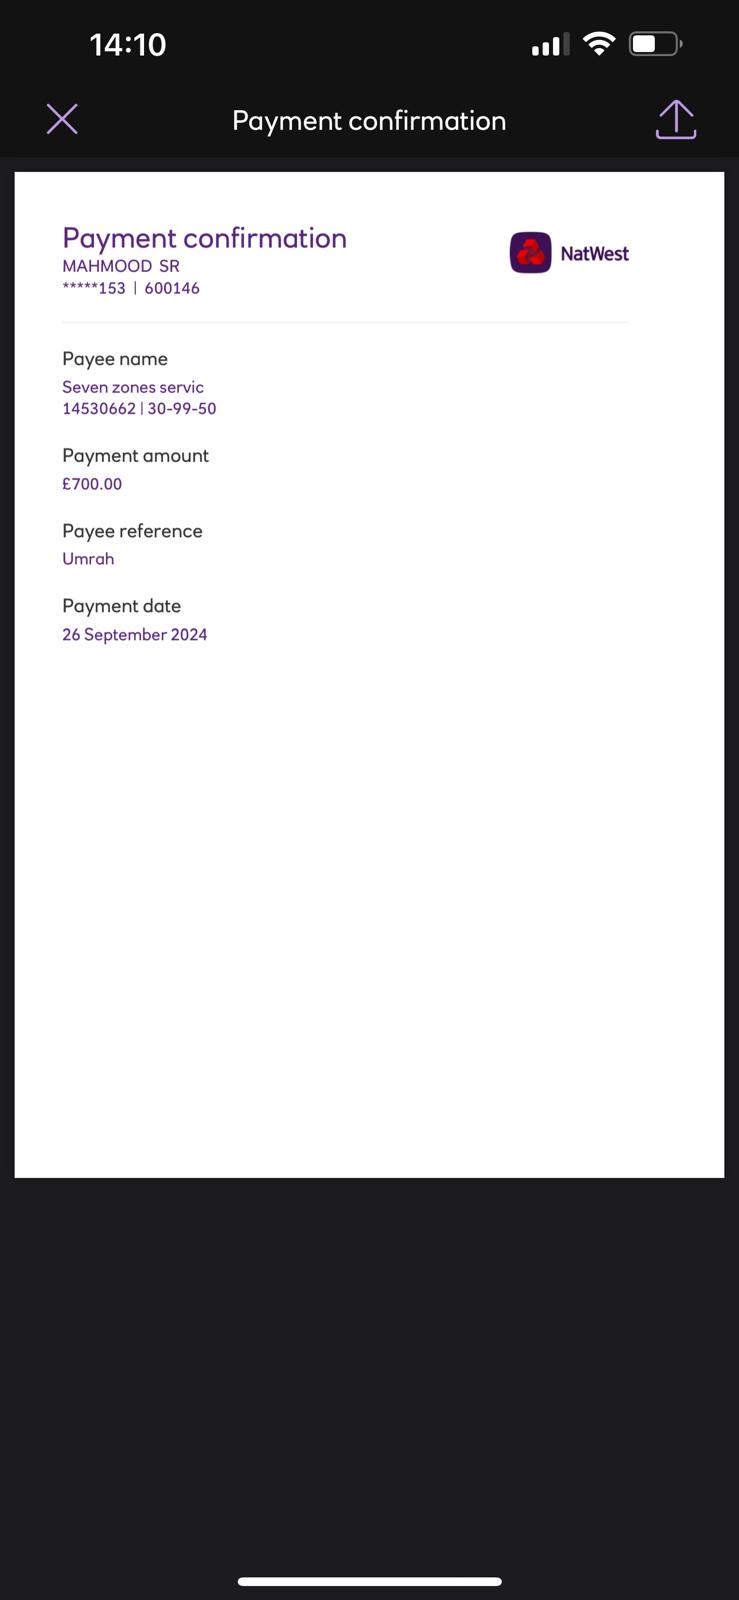 14:10
Payment confirmation
Payment confirmation
NatWest
MAHMOOD SR
*****153 | 600146
Payee name
Seven zones servic
14530662 | 30-99-50
Payment amount
£700.00
Payee reference
Umrah
Payment date
26 September 2024